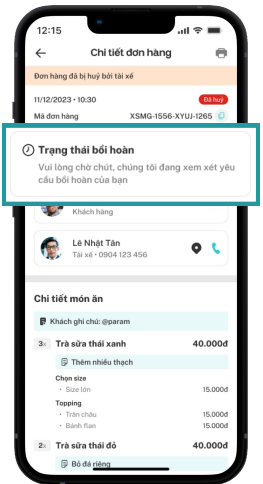 12:15
Chi tiết đơn hàng
Đơn hàng đã bị huỷ bởi tài xế
11/12/2023 • 10:30
Đã huỷ
Mã đơn hàng
XSMG-1556-XYUJ-1265
Trạng thái bồi hoàn
Vui lòng chờ chút, chúng tôi đang xem xét yêu
cầu bồi hoàn của bạn
Khách hàng
Lê Nhật Tân
Tài xế • 0904 123 456
Chi tiết món ăn
Khách ghi chú: @param
3x Trà sữa thái xanh 40.000đ
Thêm nhiều thạch
Chọn size
• Size lớn 15.000đ
Topping
• Trân châu 15.000đ
• Bánh flan 15.000đ
2x Trà sữa thái đỏ 40.000đ
Bỏ đá riêng